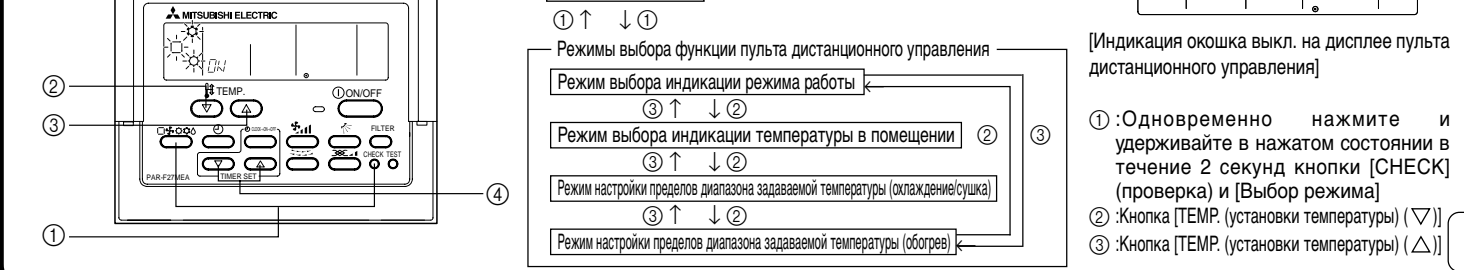 MITSUBISHI ELECTRIC
ON
②
TEMP.
ON/OFF
③
CLOCK→ON→OFF
FILTER
CHECK TEST
PAR-F27MEA
TIMER SET
④
①
①↑ ↓①
Режимы выбора функции пульта дистанционного управления
Режим выбора индикации режима работы
③↑ ↓②
Режим выбора индикации температуры в помещении
② ③
③↑ ↓②
Режим настройки пределов диапазона задаваемой температуры (охлаждение/сушка)
③↑ ↓②
Режим настройки пределов диапазона задаваемой температуры (обогрев)
[Индикация окошка выкл. на дисплее пульта
дистанционного управления]
① :Одновременно нажмите и
удерживайте в нажатом состоянии в
течение 2 секунд кнопки [CHECK]
(проверка) и [Выбор режима]
② :Кнопка [TEMP. (установки температуры) (▽)]
③ :Кнопка [TEMP. (установки температуры) (△)]